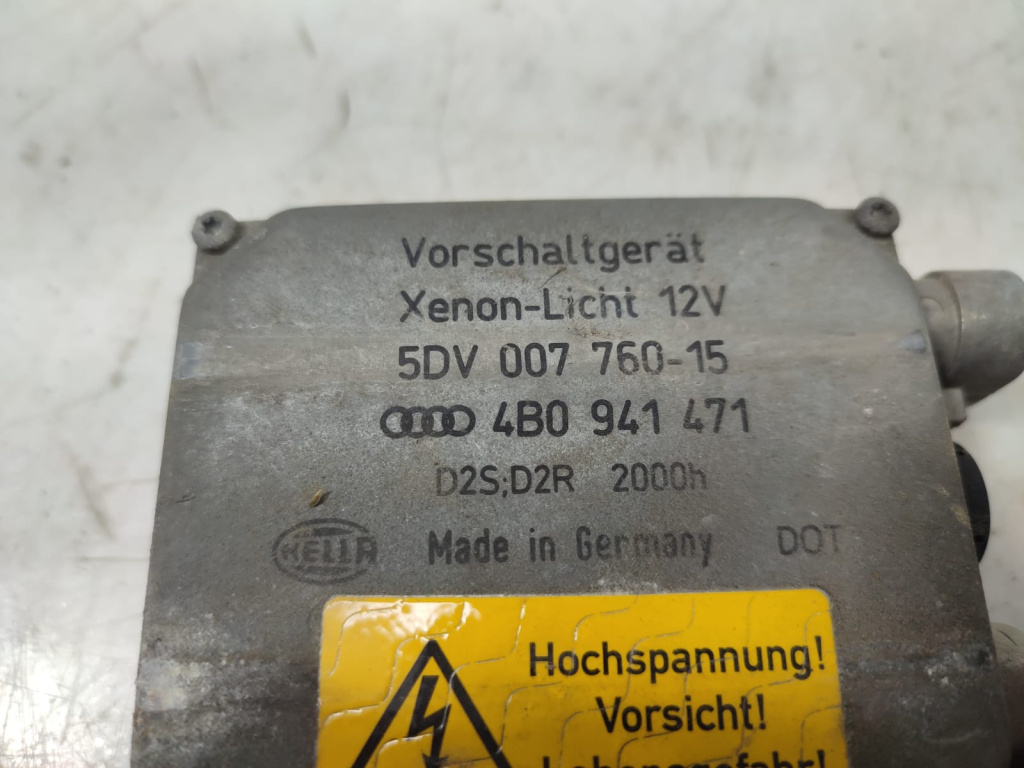 Vorschaltgerät
Xenon-Licht 12V
5DV 007 760-15
4B0 941 471
D2S;D2R 2000h
HELLA Made in Germany DOT
Hochspannung!
Vorsicht!
Lebensgefahr!